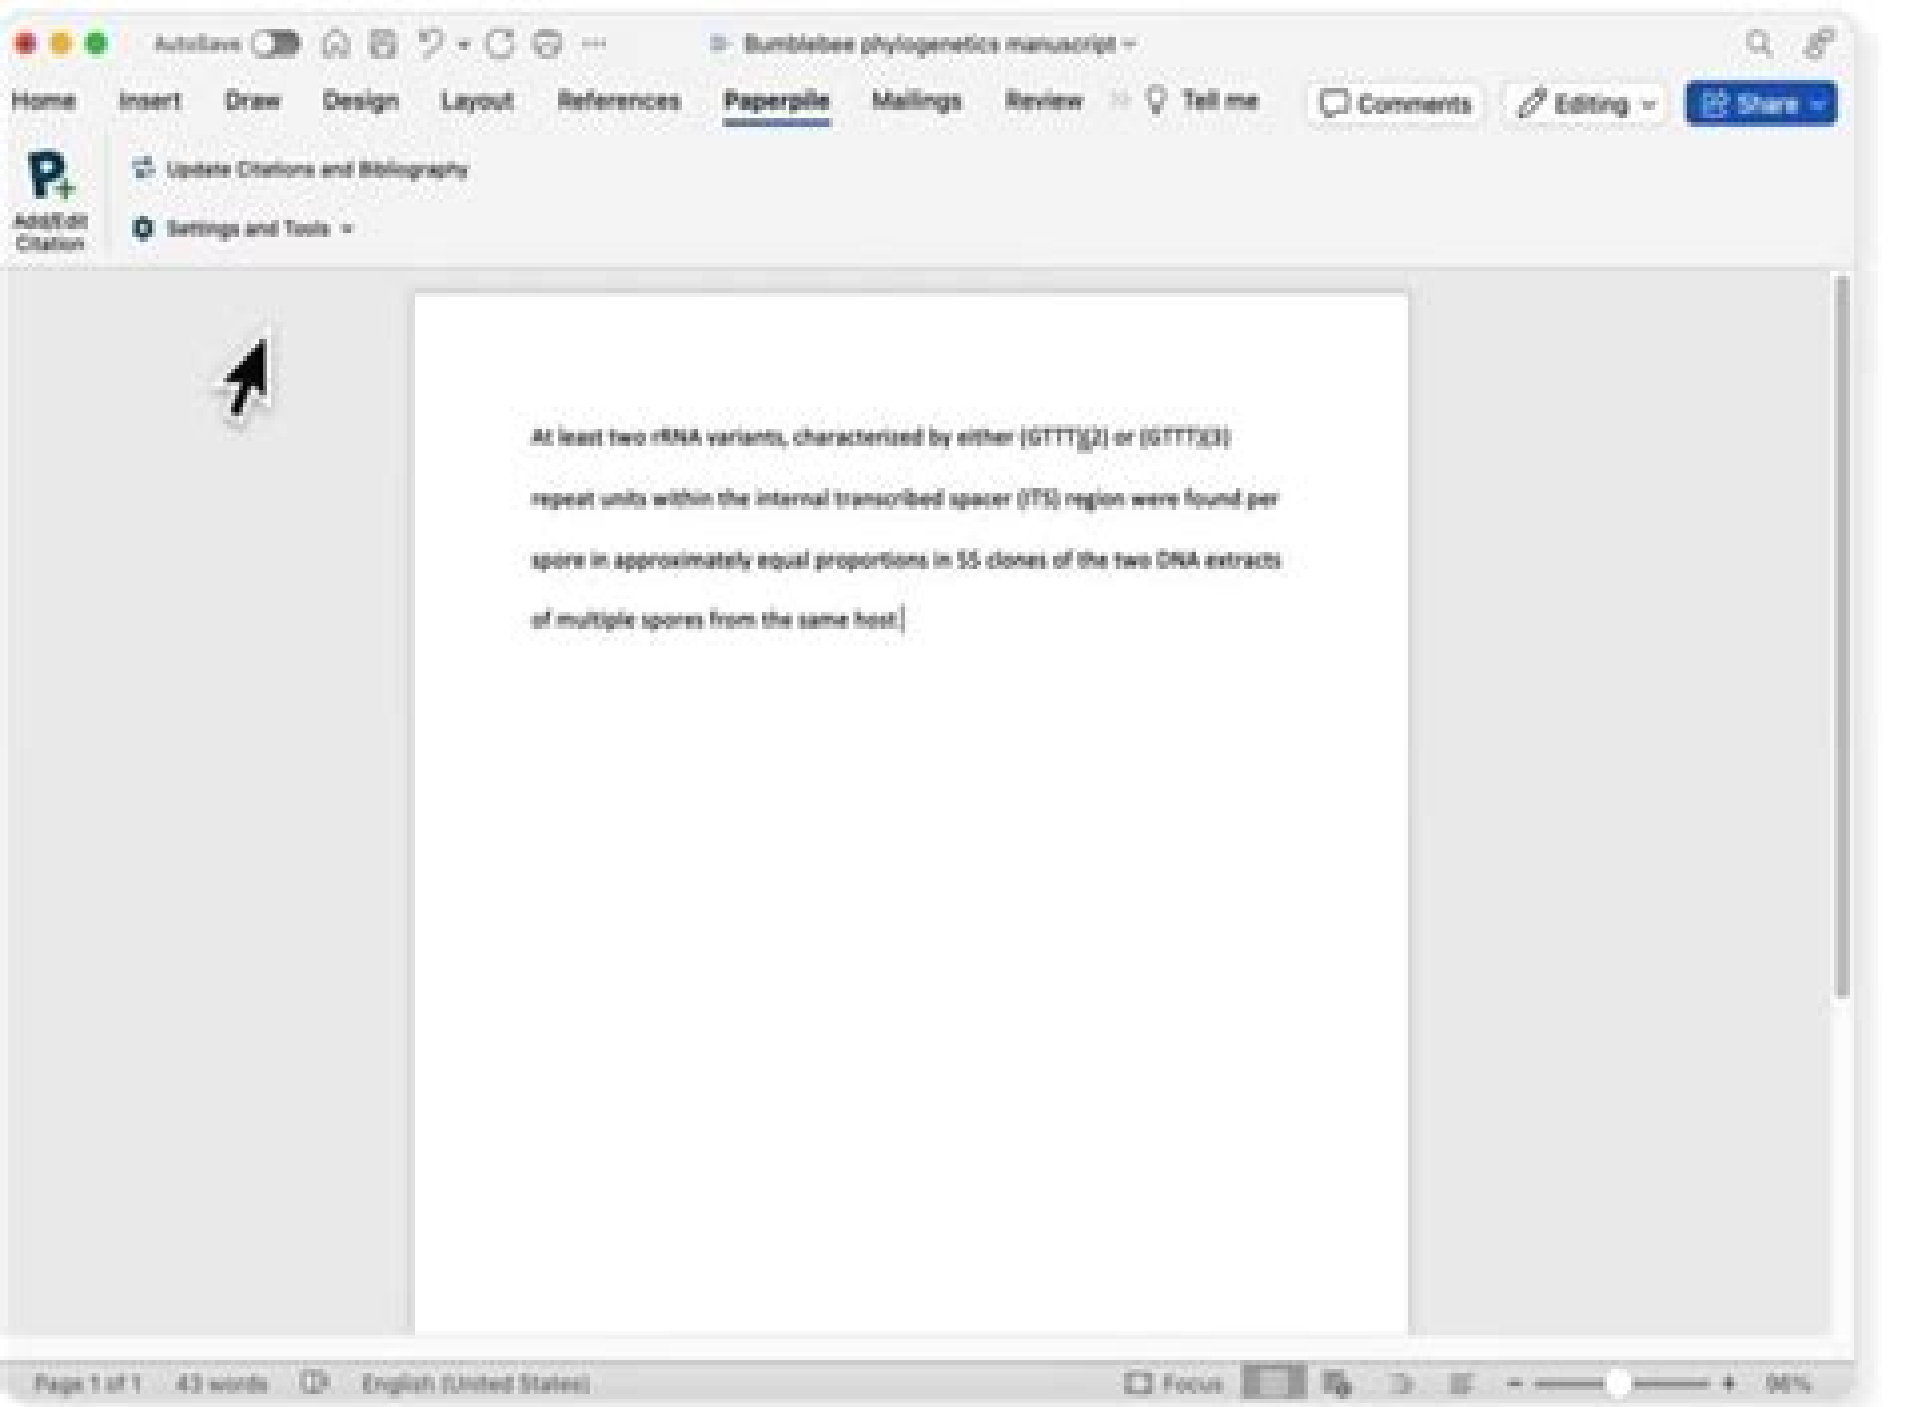 AutoSave
Bumblebee phylogenetics manuscript
Home Insert Draw Design Layout References Paperpile Mailings Review Tell me Comments Editing Share
Update Citations and Bibliography
Add/Edit
Citation
Settings and Tools
At least two rRNA variants, characterized by either (GTTT)(2) or (GTTT)(3)
repeat units within the internal transcribed spacer (ITS) region were found per
spore in approximately equal proportions in 55 clones of the two DNA extracts
of multiple spores from the same host
Page 1 of 1 43 words English (United States) Focus 96%